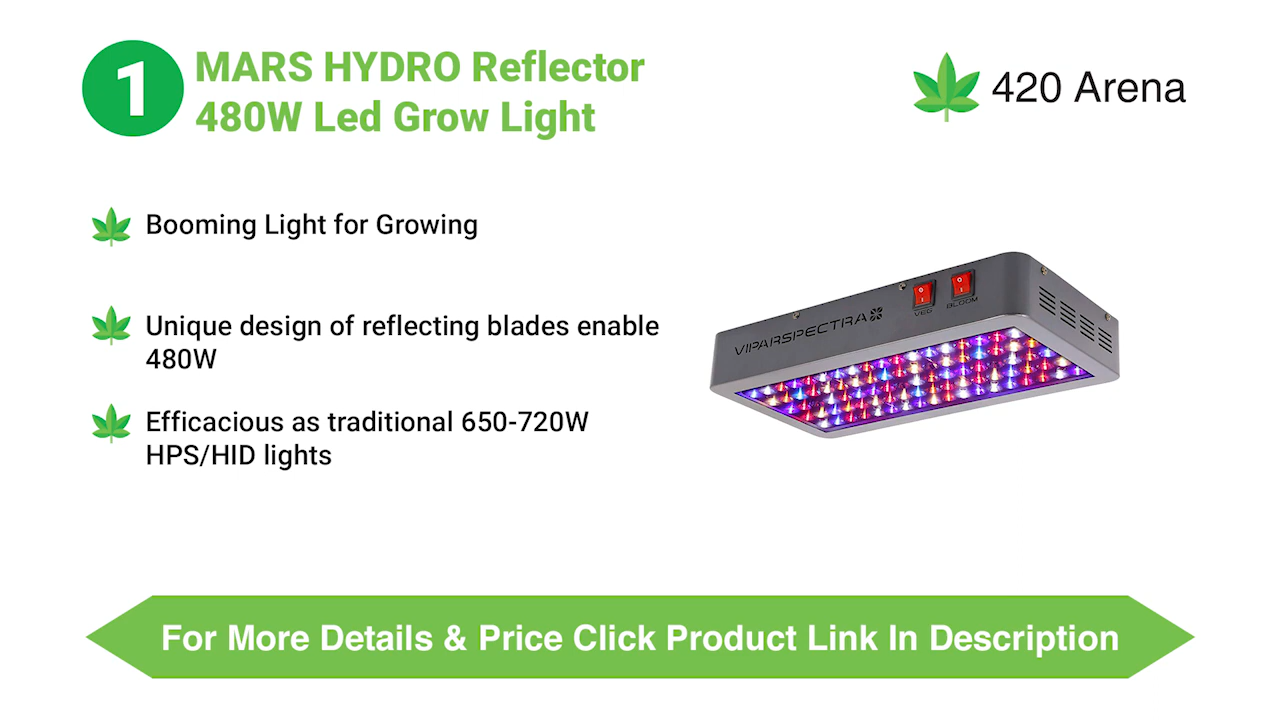 1
MARS HYDRO Reflector
480W Led Grow Light
420 Arena
Booming Light for Growing
Unique design of reflecting blades enable
480W
Efficacious as traditional 650-720W
HPS/HID lights
VIPARSPECTRA
VEG
BLOOM
For More Details & Price Click Product Link In Description